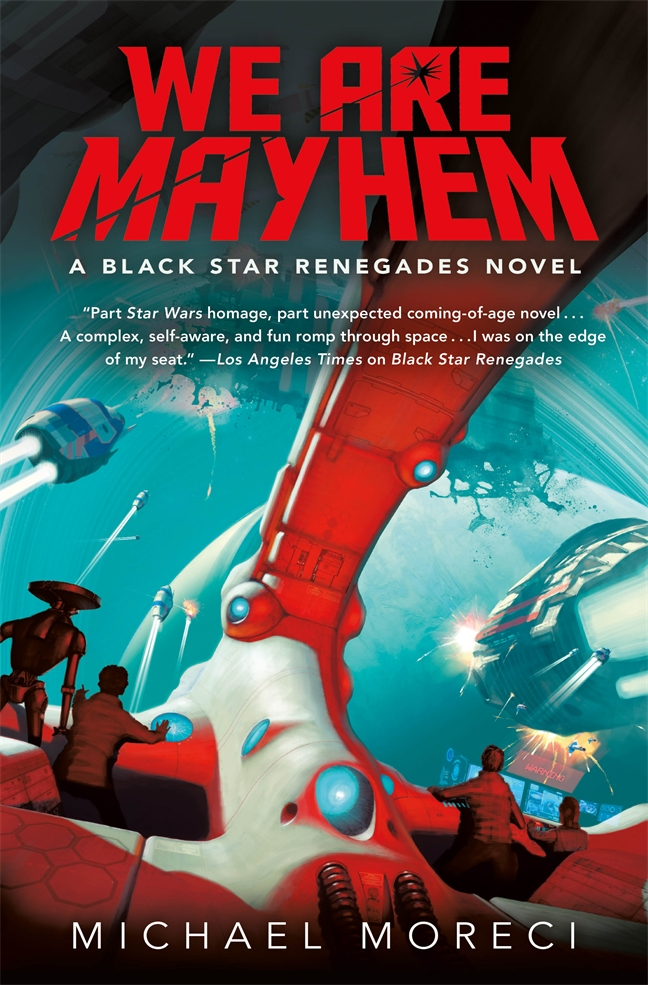 WE ARE
MAYHEM
A BLACK STAR RENEGADES NOVEL
“Part Star Wars homage, part unexpected coming-of-age novel . . .
A complex, self-aware, and fun romp through space . . . I was on the edge
of my seat.” —Los Angeles Times on Black Star Renegades
WARNING
MICHAEL MORECI